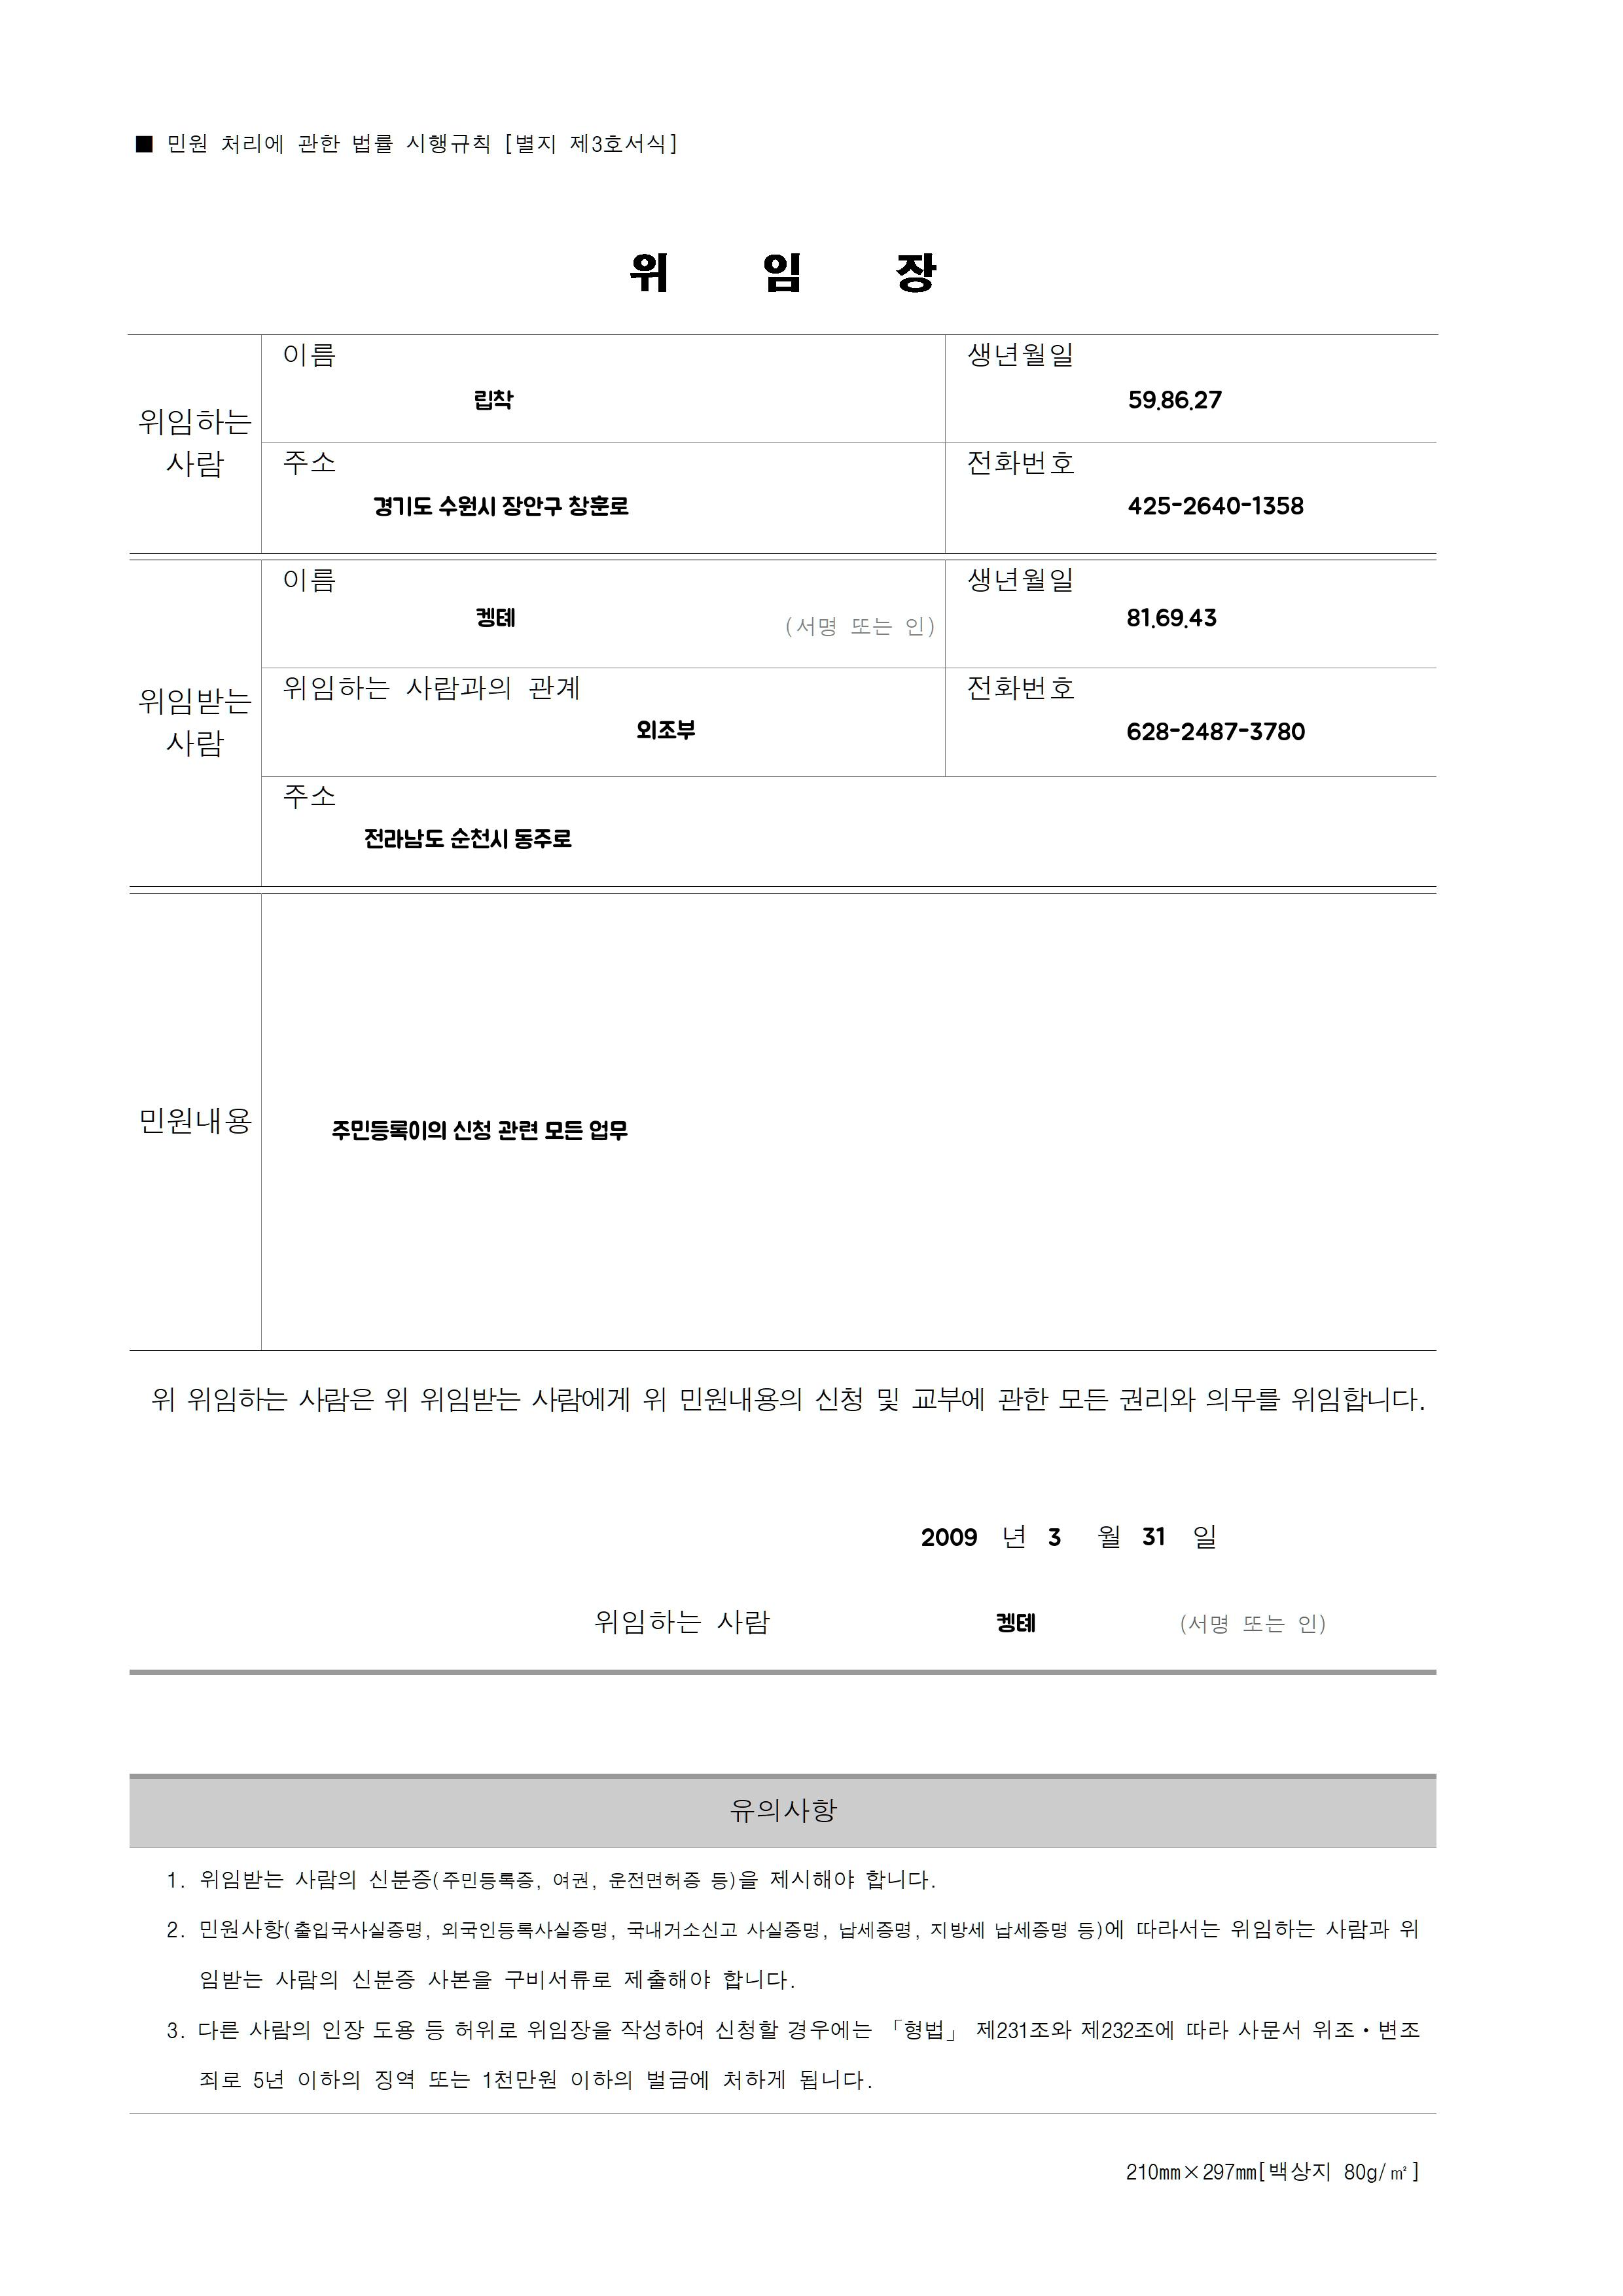 ■ 민원 처리에 관한 법률 시행규칙 [별지 제3호서식]
위 임 장
위임하는 사람
이름
립착
생년월일
59.86.27
주소
경기도 수원시 장안구 창훈로
전화번호
425-2640-1358
위임받는 사람
이름
켕톄
(서명 또는 인)
생년월일
81.69.43
위임하는 사람과의 관계
외조부
전화번호
628-2487-3780
주소
전라남도 순천시 동주로
민원내용
주민등록이의 신청 관련 모든 업무
위 위임하는 사람은 위 위임받는 사람에게 위 민원내용의 신청 및 교부에 관한 모든 권리와 의무를 위임합니다.
2009 년 3 월 31 일
위임하는 사람 켕톄 (서명 또는 인)
유의사항
1. 위임받는 사람의 신분증(주민등록증, 여권, 운전면허증 등)을 제시해야 합니다.
2. 민원사항(출입국사실증명, 외국인등록사실증명, 국내거소신고 사실증명, 납세증명, 지방세 납세증명 등)에 따라서는 위임하는 사람과 위
임받는 사람의 신분증 사본을 구비서류로 제출해야 합니다.
3. 다른 사람의 인장 도용 등 허위로 위임장을 작성하여 신청할 경우에는 「형법」 제231조와 제232조에 따라 사문서 위조·변조
죄로 5년 이하의 징역 또는 1천만원 이하의 벌금에 처하게 됩니다.
210㎜×297㎜[백상지 80g/㎡]